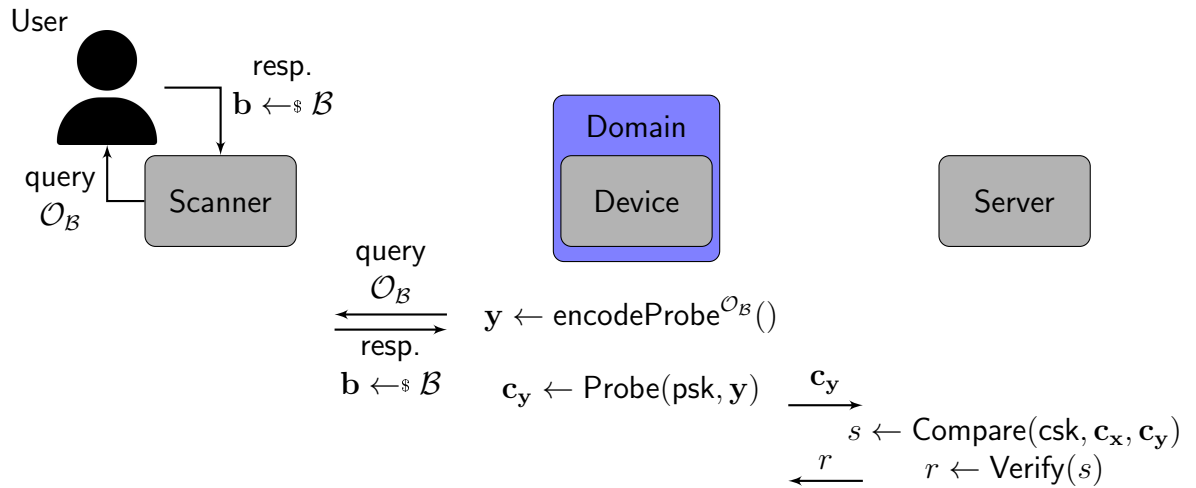 User
resp.
𝐛 ←$ ℬ
query
𝒪_ℬ
Scanner
Domain
Device
Server
query
𝒪_ℬ
𝐲 ← encodeProbe^{𝒪_ℬ}()
resp.
𝐛 ←$ ℬ
𝐜_𝐲 ← Probe(psk, 𝐲)
𝐜_𝐲
s ← Compare(csk, 𝐜_𝐱, 𝐜_𝐲)
r
r ← Verify(s)